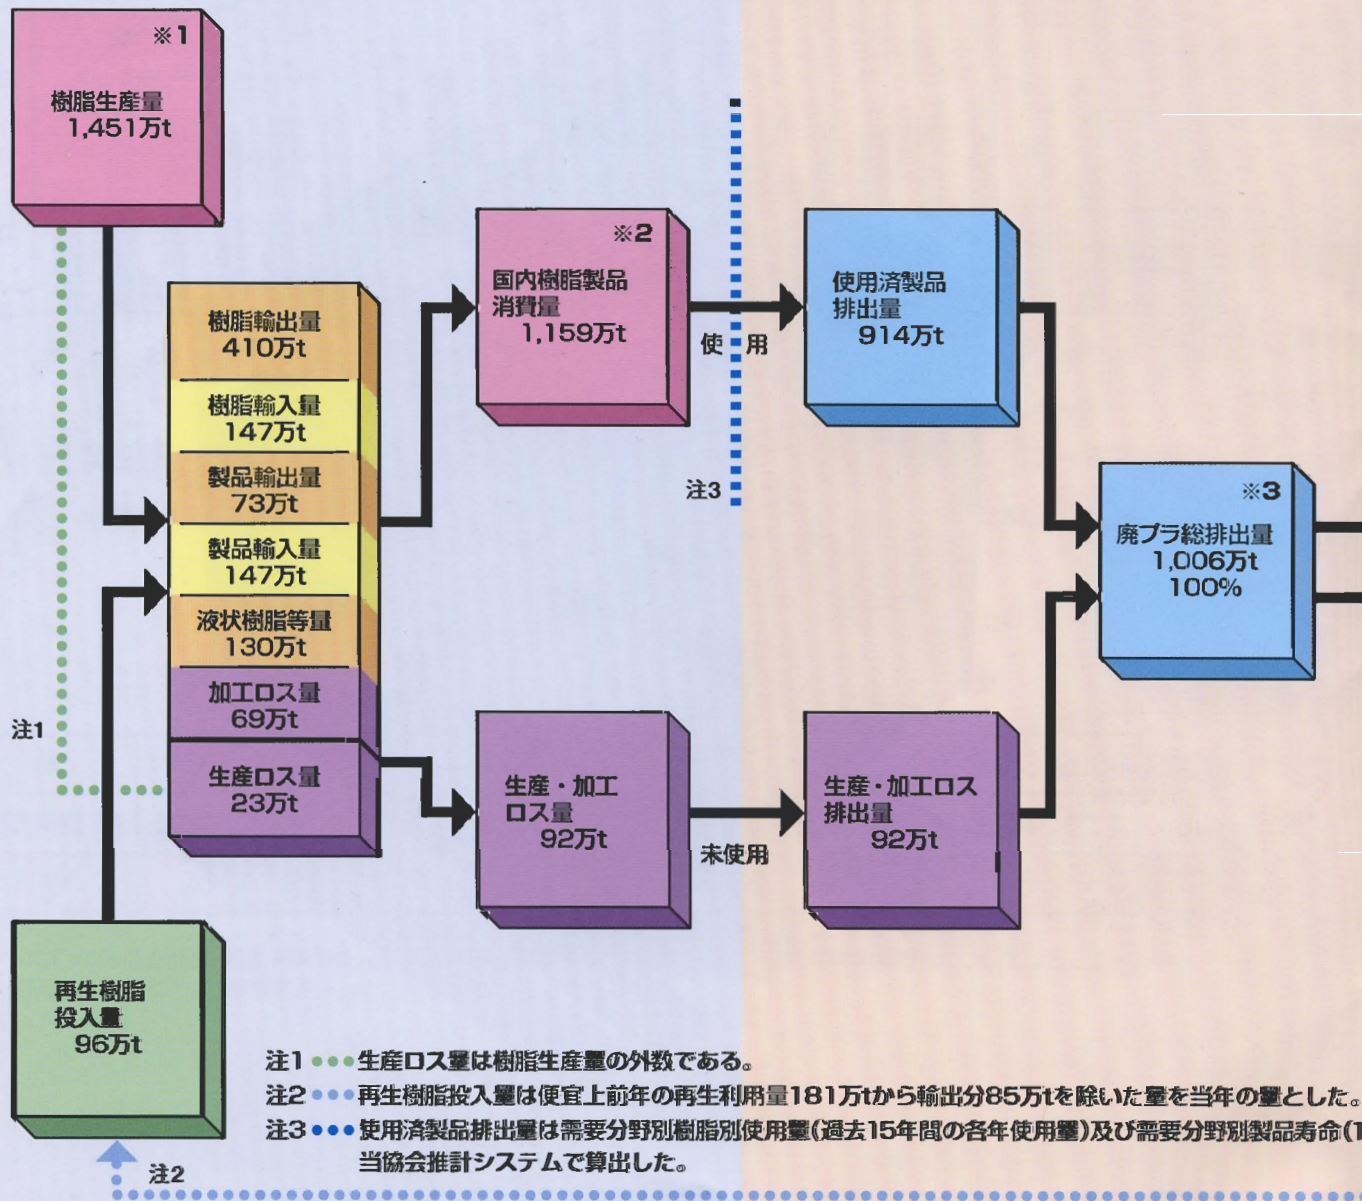 ※1
樹脂生産量
1,451万t
樹脂輸出量
410万t
樹脂輸入量
147万t
製品輸出量
73万t
製品輸入量
147万t
液状樹脂等量
130万t
加工ロス量
69万t
生産ロス量
23万t
注1
再生樹脂
投入量
96万t
注2
※2
国内樹脂製品
消費量
1,159万t
使 用
注3
生産・加工
ロス量
92万t
未使用
使用済製品
排出量
914万t
生産・加工ロス
排出量
92万t
※3
廃プラ総排出量
1,006万t
100%
注1 ••• 生産ロス量は樹脂生産量の外数である。
注2 ••• 再生樹脂投入量は便宜上前年の再生利用量181万tから輸出分85万tを除いた量を当年の量とした。
注3 ••• 使用済製品排出量は需要分野別樹脂別使用量(過去15年間の各年使用量)及び需要分野別製品寿命(1
当協会推計システムで算出した。